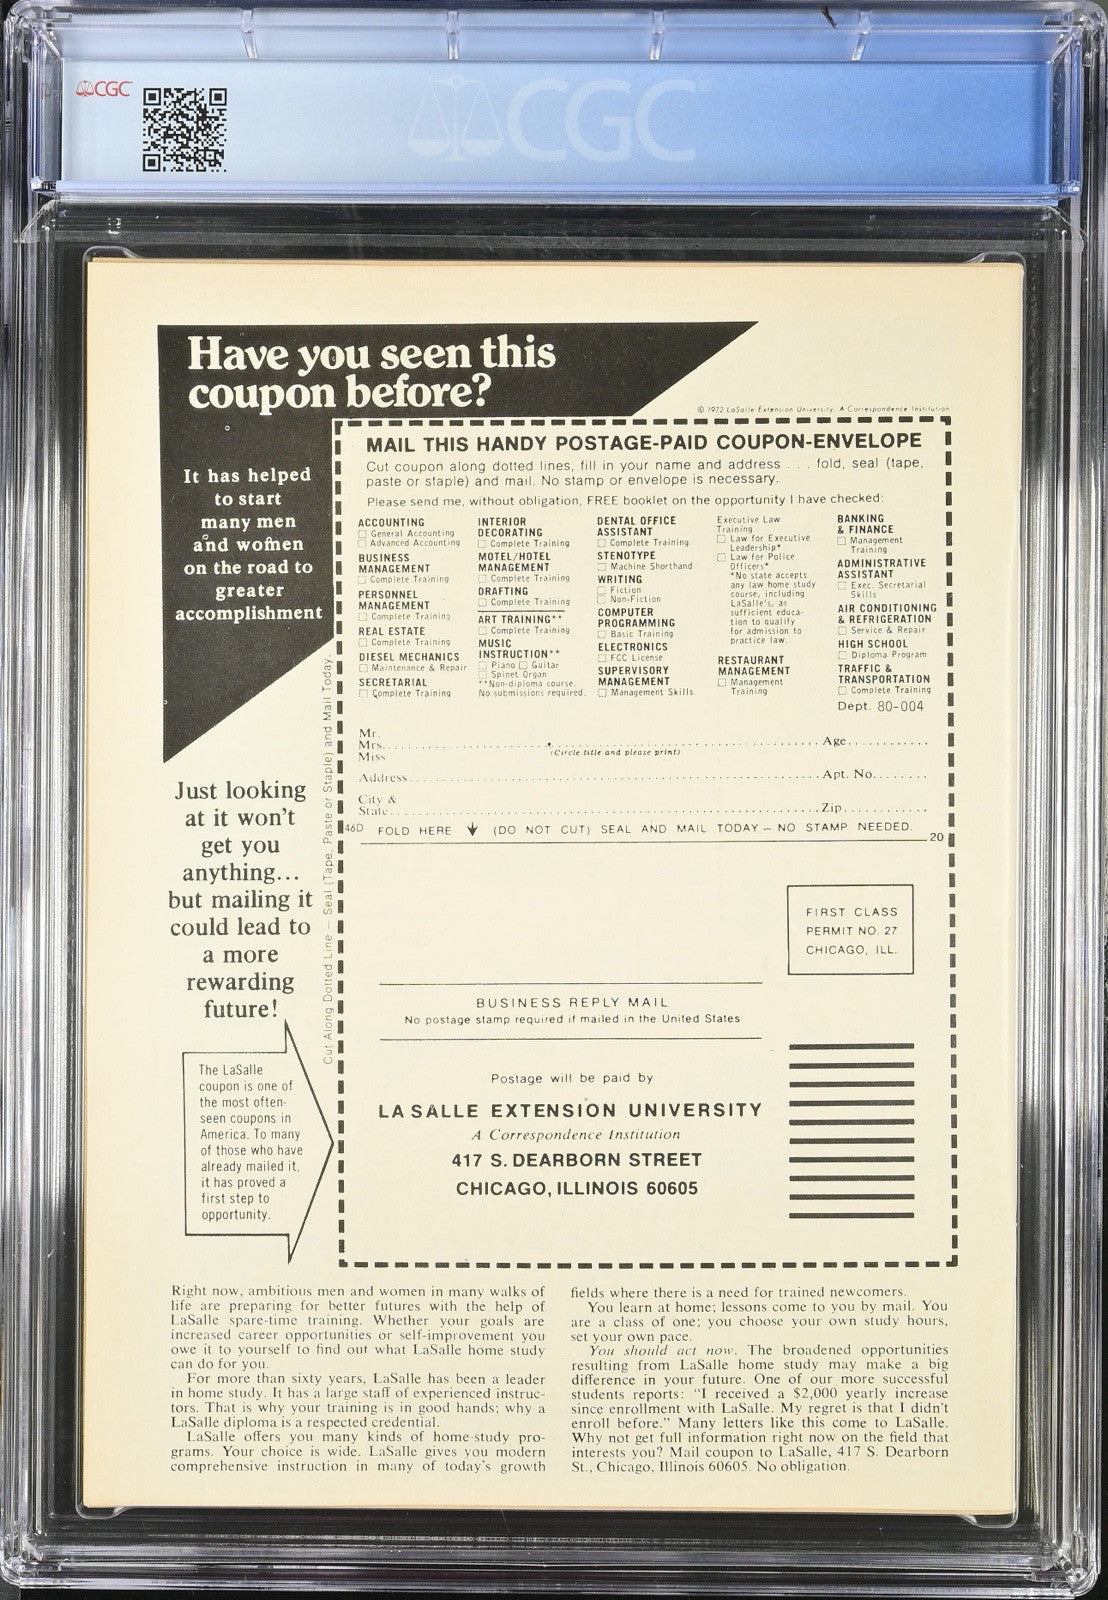 CGC
CGC
Have you seen this
coupon before?
© 1972 LaSalle Extension University, A Correspondence Institution
It has helped
to start
many men
and women
on the road to
greater
accomplishment
MAIL THIS HANDY POSTAGE-PAID COUPON-ENVELOPE
Cut coupon along dotted lines, fill in your name and address . . . fold, seal (tape,
paste or staple) and mail. No stamp or envelope is necessary.
Please send me, without obligation, FREE booklet on the opportunity I have checked:
ACCOUNTING
General Accounting
Advanced Accounting
BUSINESS
MANAGEMENT
Complete Training
PERSONNEL
MANAGEMENT
Complete Training
REAL ESTATE
Complete Training
DIESEL MECHANICS
Maintenance & Repair
SECRETARIAL
Complete Training
INTERIOR
DECORATING
Complete Training
MOTEL/HOTEL
MANAGEMENT
Complete Training
DRAFTING
Complete Training
ART TRAINING**
Complete Training
MUSIC
INSTRUCTION**
Piano Guitar
Spinet Organ
**Non-diploma course.
No submissions required.
DENTAL OFFICE
ASSISTANT
Complete Training
STENOTYPE
Machine Shorthand
WRITING
Fiction
Non-Fiction
COMPUTER
PROGRAMMING
Basic Training
ELECTRONICS
FCC License
SUPERVISORY
MANAGEMENT
Management Skills
Executive Law
Training
Law for Executive
Leadership*
Law for Police
Officers*
*No state accepts
any law home study
course, including
LaSalle's, as
sufficient educa-
tion to qualify
for admission to
practice law.
RESTAURANT
MANAGEMENT
Management
Training
BANKING
& FINANCE
Management
Training
ADMINISTRATIVE
ASSISTANT
Exec. Secretarial
Skills
AIR CONDITIONING
& REFRIGERATION
Service & Repair
HIGH SCHOOL
Diploma Program
TRAFFIC &
TRANSPORTATION
Complete Training
Dept. 80-004
Mr.
Mrs. Age
Miss
(Circle title and please print)
Address Apt. No.
City &
State Zip
46D FOLD HERE (DO NOT CUT) SEAL AND MAIL TODAY – NO STAMP NEEDED. 20
Cut Along Dotted Line – Seal (Tape, Paste or Staple) and Mail Today
Just looking
at it won't
get you
anything...
but mailing it
could lead to
a more
rewarding
future!
FIRST CLASS
PERMIT NO. 27
CHICAGO, ILL.
BUSINESS REPLY MAIL
No postage stamp required if mailed in the United States
Postage will be paid by
LA SALLE EXTENSION UNIVERSITY
A Correspondence Institution
417 S. DEARBORN STREET
CHICAGO, ILLINOIS 60605
The LaSalle
coupon is one of
the most often-
seen coupons in
America. To many
of those who have
already mailed it,
it has proved a
first step to
opportunity.
Right now, ambitious men and women in many walks of
life are preparing for better futures with the help of
LaSalle spare-time training. Whether your goals are
increased career opportunities or self-improvement you
owe it to yourself to find out what LaSalle home study
can do for you.
For more than sixty years, LaSalle has been a leader
in home study. It has a large staff of experienced instruc-
tors. That is why your training is in good hands; why a
LaSalle diploma is a respected credential.
LaSalle offers you many kinds of home-study pro-
grams. Your choice is wide. LaSalle gives you modern
comprehensive instruction in many of today's growth
fields where there is a need for trained newcomers.
You learn at home; lessons come to you by mail. You
are a class of one; you choose your own study hours,
set your own pace.
You should act now. The broadened opportunities
resulting from LaSalle home study may make a big
difference in your future. One of our more successful
students reports: "I received a $2,000 yearly increase
since enrollment with LaSalle. My regret is that I didn't
enroll before." Many letters like this come to LaSalle.
Why not get full information right now on the field that
interests you? Mail coupon to LaSalle, 417 S. Dearborn
St., Chicago, Illinois 60605. No obligation.